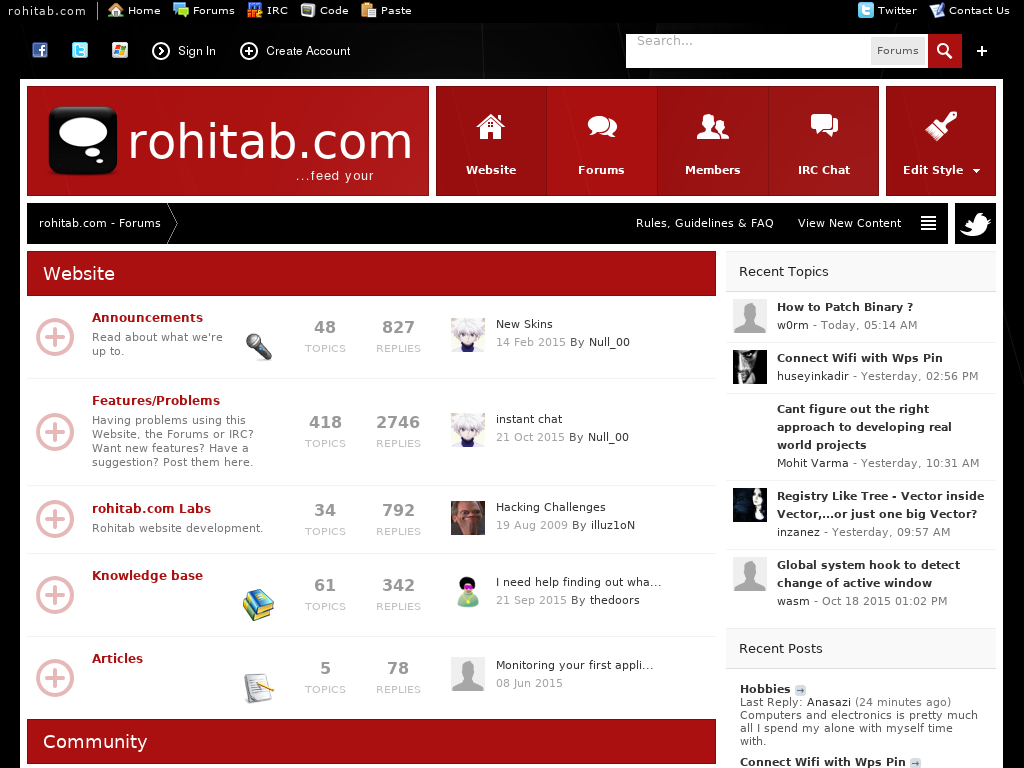 rohitab.com Home Forums IRC Code Paste Twitter Contact Us
Sign In Create Account Search... Forums
rohitab.com
...feed your
Website Forums Members IRC Chat Edit Style
rohitab.com - Forums Rules, Guidelines & FAQ View New Content
Website
Announcements
Read about what we're
up to.
48 TOPICS
827 REPLIES
New Skins
14 Feb 2015 By Null_00
Features/Problems
Having problems using this
Website, the Forums or IRC?
Want new features? Have a
suggestion? Post them here.
418 TOPICS
2746 REPLIES
instant chat
21 Oct 2015 By Null_00
rohitab.com Labs
Rohitab website development.
34 TOPICS
792 REPLIES
Hacking Challenges
19 Aug 2009 By illuz1oN
Knowledge base
61 TOPICS
342 REPLIES
I need help finding out wha...
21 Sep 2015 By thedoors
Articles
5 TOPICS
78 REPLIES
Monitoring your first appli...
08 Jun 2015
Community
Recent Topics
How to Patch Binary ?
w0rm - Today, 05:14 AM
Connect Wifi with Wps Pin
huseyinkadir - Yesterday, 02:56 PM
Cant figure out the right
approach to developing real
world projects
Mohit Varma - Yesterday, 10:31 AM
Registry Like Tree - Vector inside
Vector,...or just one big Vector?
inzanez - Yesterday, 09:57 AM
Global system hook to detect
change of active window
wasm - Oct 18 2015 01:02 PM
Recent Posts
Hobbies
Last Reply: Anasazi (24 minutes ago)
Computers and electronics is pretty much
all I spend my alone with myself time
with.
Connect Wifi with Wps Pin